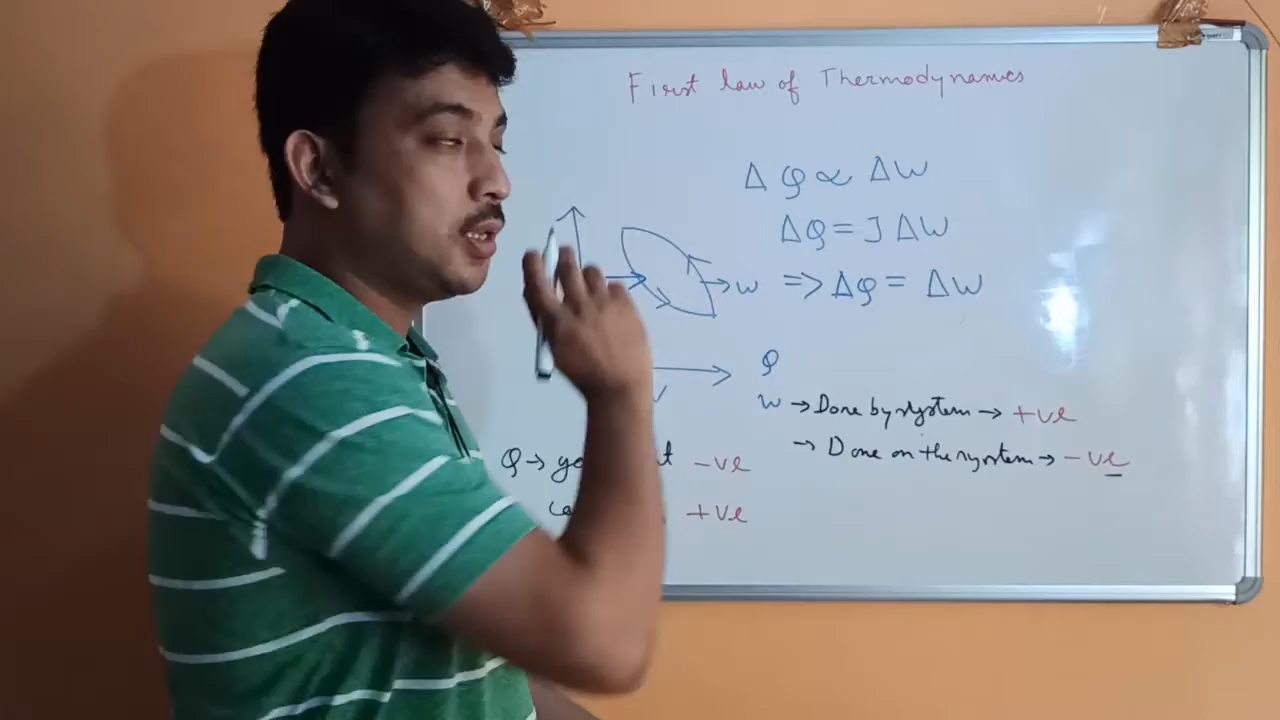 First law of Thermodynamics
Δ Q ∝ ΔW
ΔQ = J ΔW
W => ΔQ = ΔW
Q
W → Done by system → +ve
→ Done on the system → -ve
Q → -ve
+ve